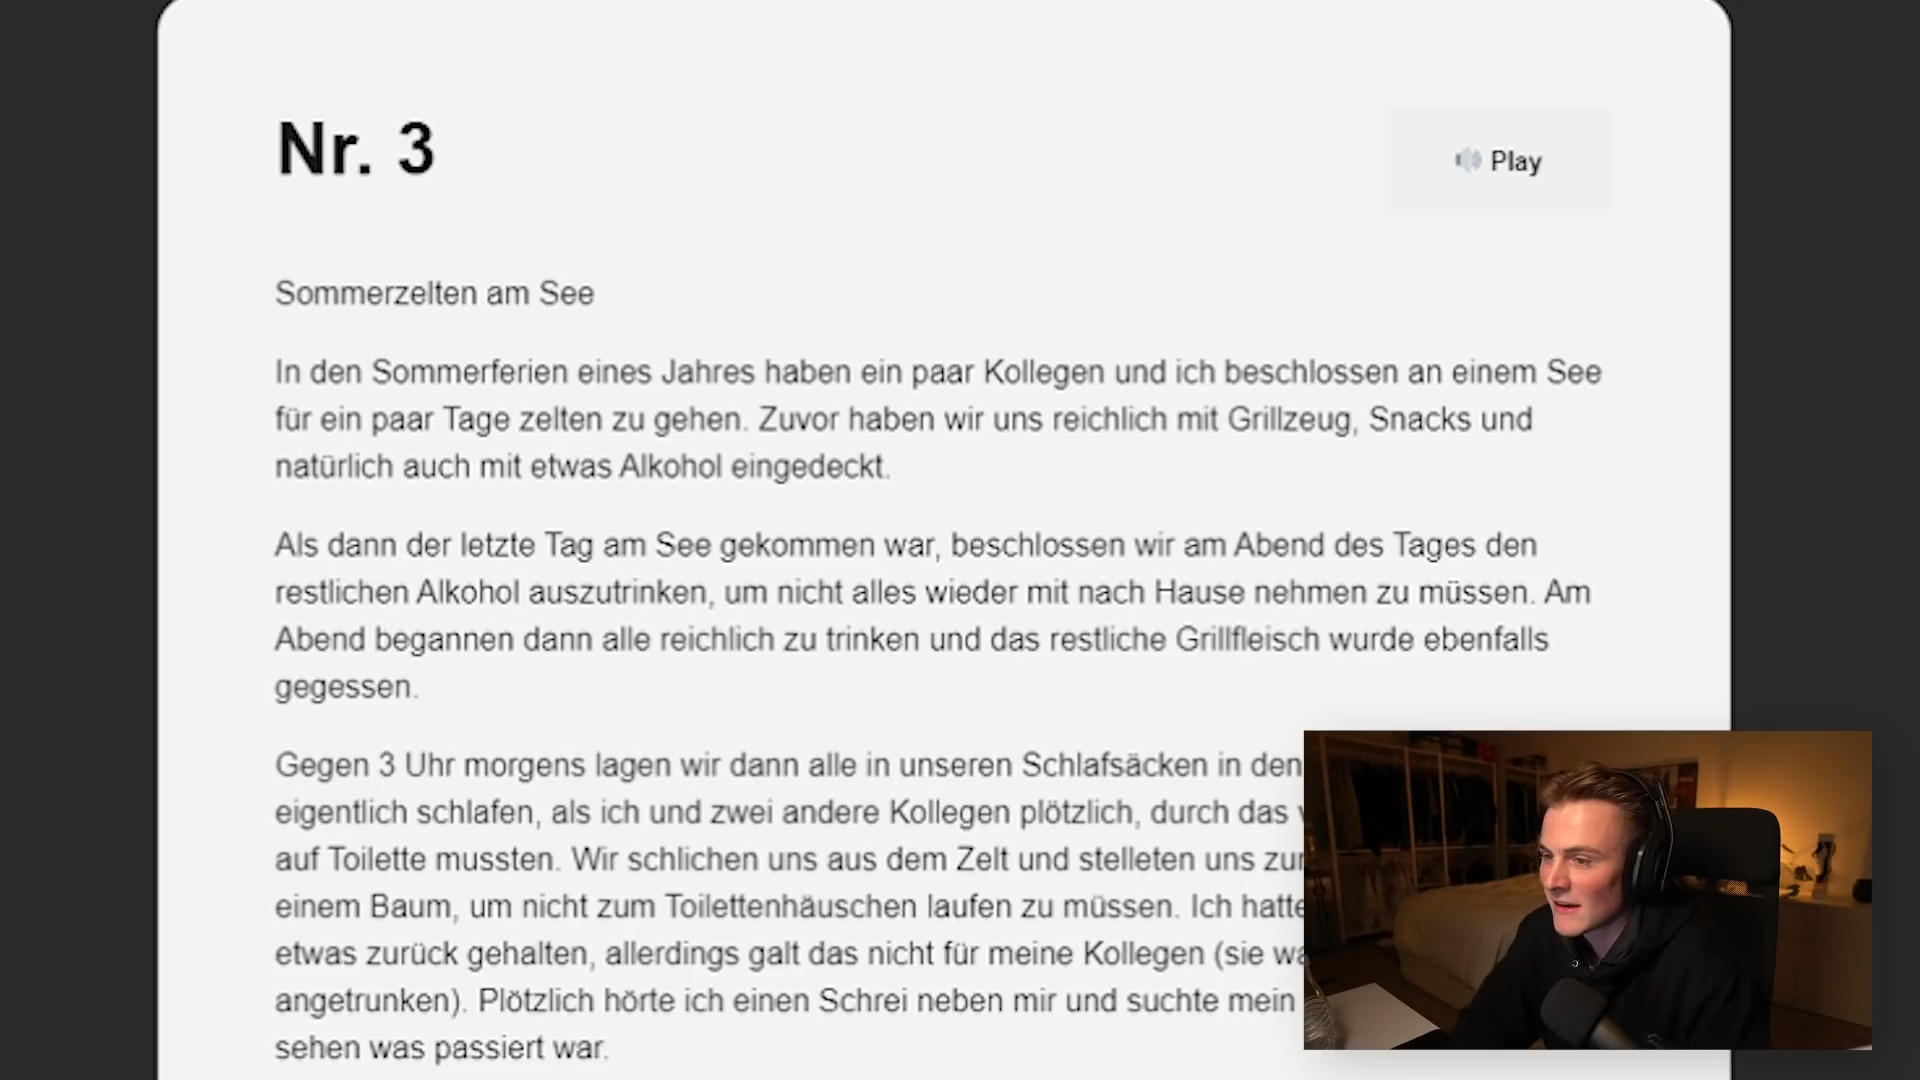 Nr. 3
Play
Sommerzelten am See
In den Sommerferien eines Jahres haben ein paar Kollegen und ich beschlossen an einem See
für ein paar Tage zelten zu gehen. Zuvor haben wir uns reichlich mit Grillzeug, Snacks und
natürlich auch mit etwas Alkohol eingedeckt.
Als dann der letzte Tag am See gekommen war, beschlossen wir am Abend des Tages den
restlichen Alkohol auszutrinken, um nicht alles wieder mit nach Hause nehmen zu müssen. Am
Abend begannen dann alle reichlich zu trinken und das restliche Grillfleisch wurde ebenfalls
gegessen.
Gegen 3 Uhr morgens lagen wir dann alle in unseren Schlafsäcken in den
eigentlich schlafen, als ich und zwei andere Kollegen plötzlich, durch das
auf Toilette mussten. Wir schlichen uns aus dem Zelt und stelleten uns
einem Baum, um nicht zum Toilettenhäuschen laufen zu müssen. Ich hatte
etwas zurück gehalten, allerdings galt das nicht für meine Kollegen (sie
angetrunken). Plötzlich hörte ich einen Schrei neben mir und suchte mein
sehen was passiert war.